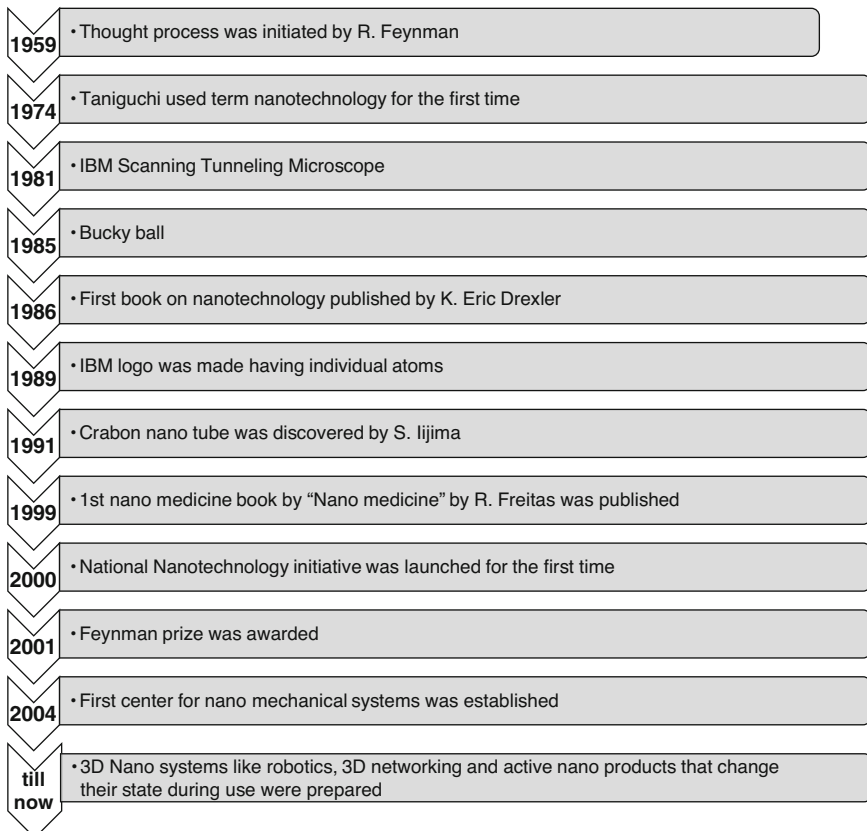 1959
• Thought process was initiated by R. Feynman
1974
• Taniguchi used term nanotechnology for the first time
1981
• IBM Scanning Tunneling Microscope
1985
• Bucky ball
1986
• First book on nanotechnology published by K. Eric Drexler
1989
• IBM logo was made having individual atoms
1991
• Crabon nano tube was discovered by S. Iijima
1999
• 1st nano medicine book by “Nano medicine” by R. Freitas was published
2000
• National Nanotechnology initiative was launched for the first time
2001
• Feynman prize was awarded
2004
• First center for nano mechanical systems was established
till
now
• 3D Nano systems like robotics, 3D networking and active nano products that change
their state during use were prepared